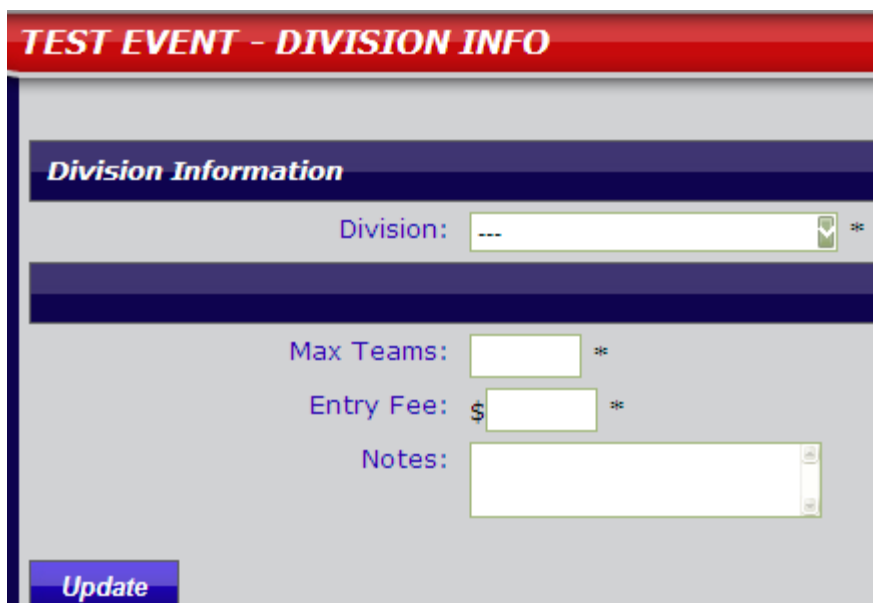 TEST EVENT - DIVISION INFO
Division Information
Division: --- *
Max Teams: *
Entry Fee: $ *
Notes:
Update